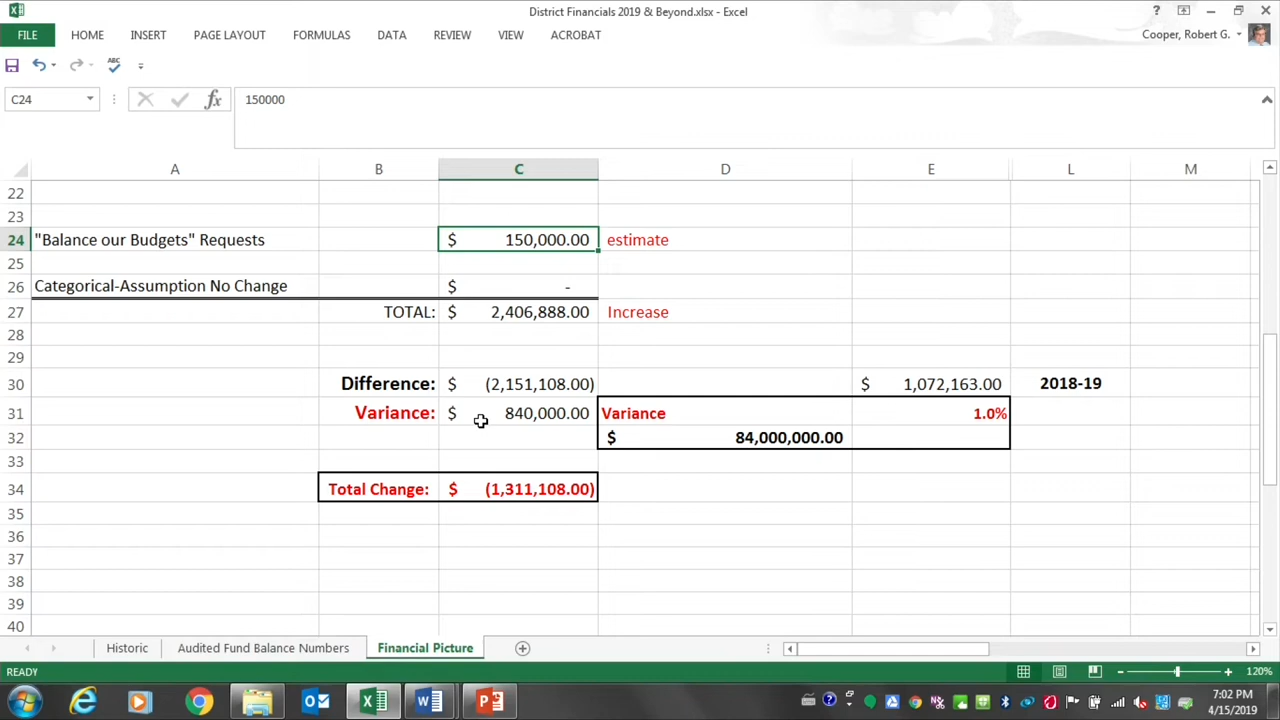 District Financials 2019 & Beyond.xlsx - Excel
?
FILE HOME INSERT PAGE LAYOUT FORMULAS DATA REVIEW VIEW ACROBAT Cooper, Robert G.
ABC
C24 fx 150000
A B C D E L M
22
23
24 "Balance our Budgets" Requests $ 150,000.00 estimate
25
26 Categorical-Assumption No Change $ -
27 TOTAL: $ 2,406,888.00 Increase
28
29
30 Difference: $ (2,151,108.00) $ 1,072,163.00 2018-19
31 Variance: $ 840,000.00 Variance 1.0%
32 $ 84,000,000.00
33
34 Total Change: $ (1,311,108.00)
35
36
37
38
39
40
Historic Audited Fund Balance Numbers Financial Picture
READY 120%
7:02 PM
4/15/2019